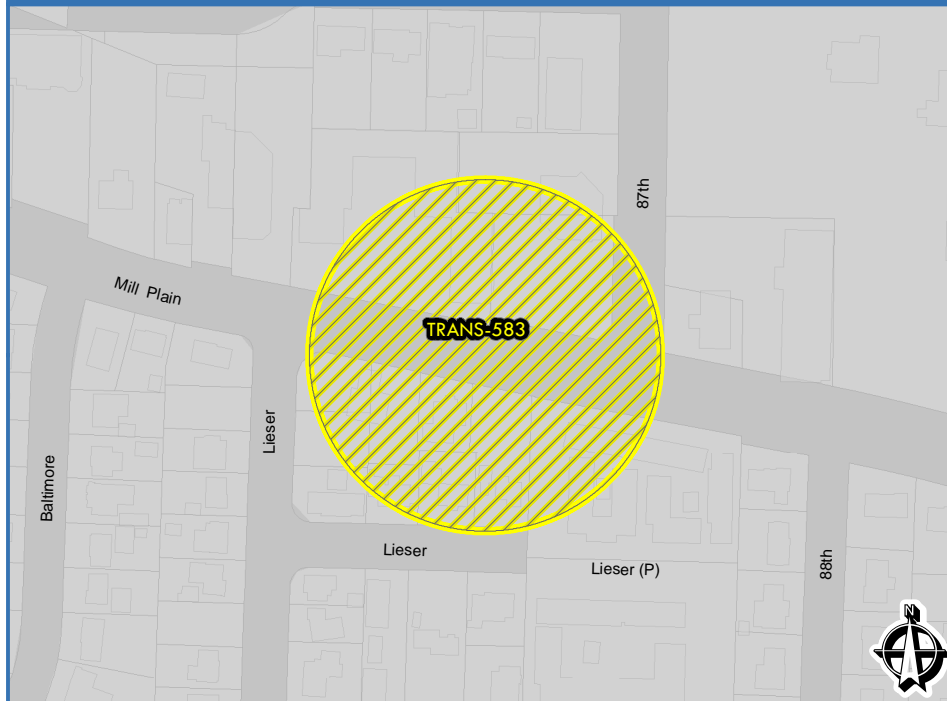 87th
Mill Plain
TRANS-583
Lieser
Baltimore
Lieser
Lieser (P)
88th
N